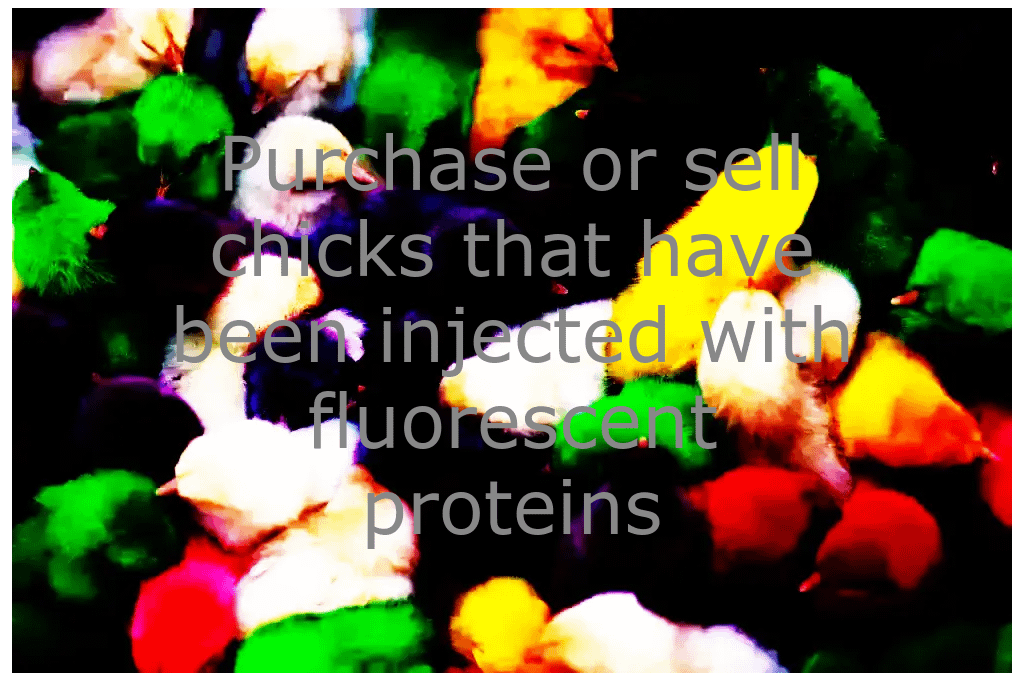 Purchase or sell
chicks that have
been injected with
fluorescent
proteins